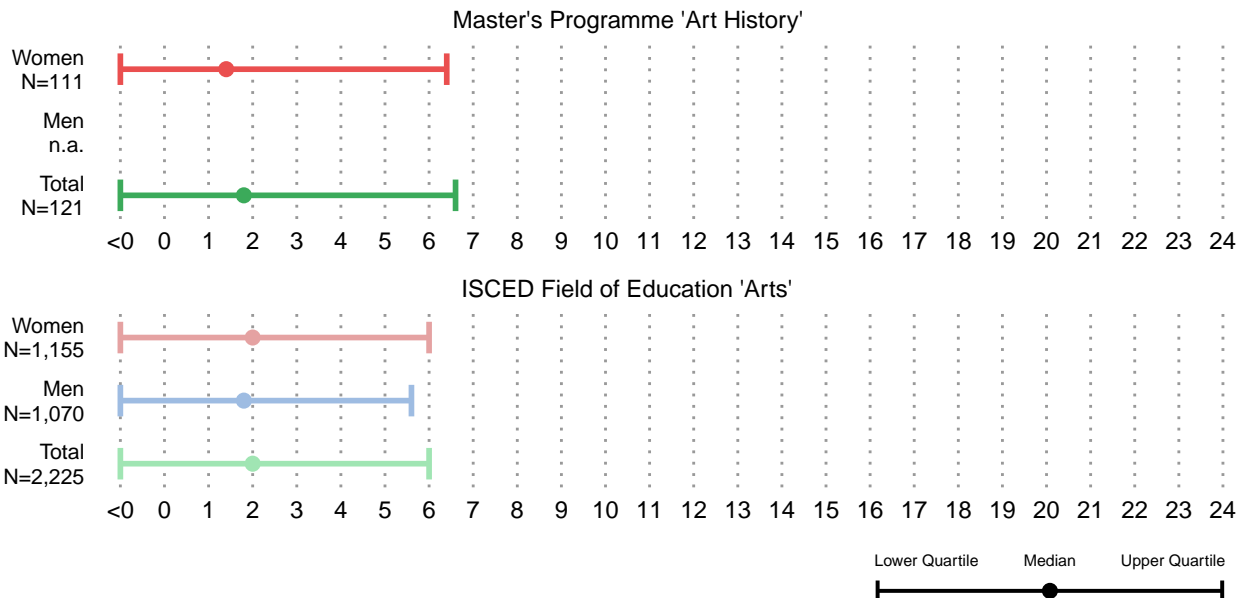 Master's Programme 'Art History'
Women
N=111
Men
n.a.
Total
N=121
<0 0 1 2 3 4 5 6 7 8 9 10 11 12 13 14 15 16 17 18 19 20 21 22 23 24
ISCED Field of Education 'Arts'
Women
N=1,155
Men
N=1,070
Total
N=2,225
<0 0 1 2 3 4 5 6 7 8 9 10 11 12 13 14 15 16 17 18 19 20 21 22 23 24
Lower Quartile Median Upper Quartile